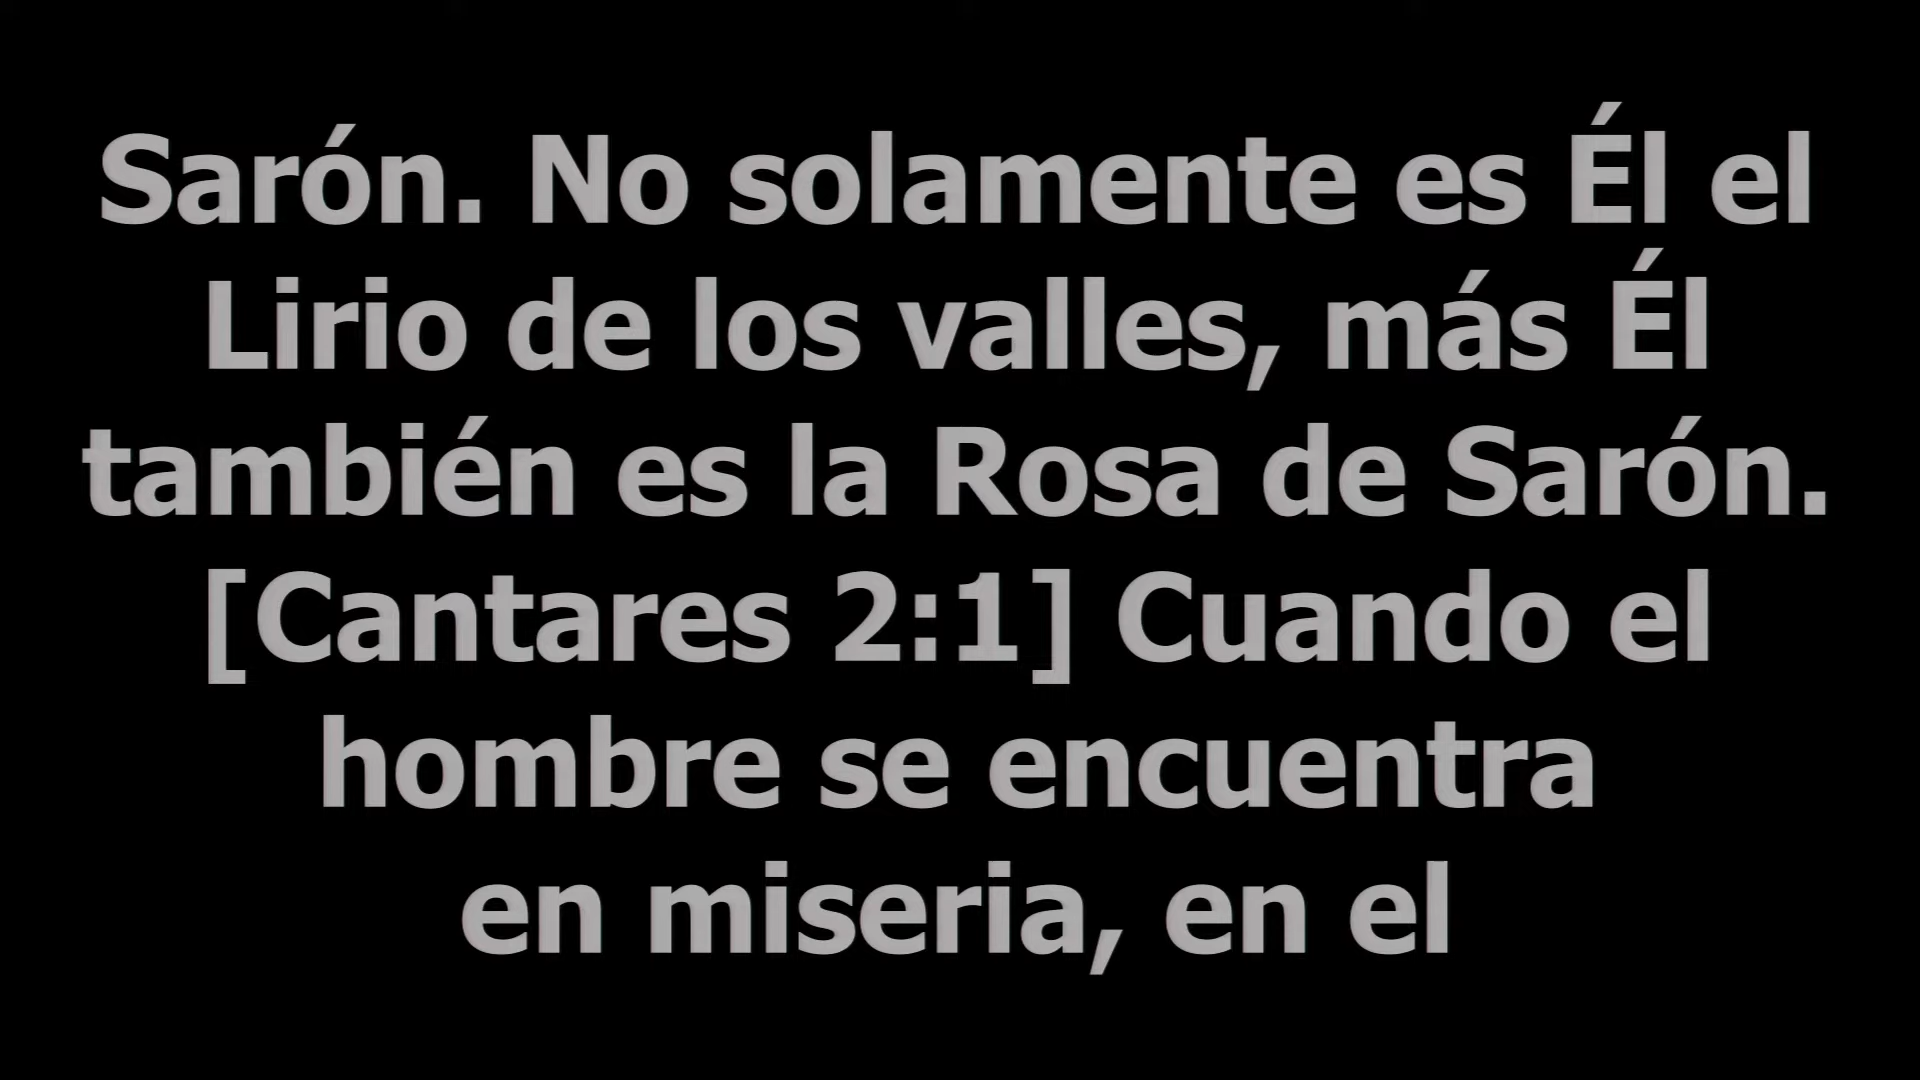 Sarón. No solamente es Él el
Lirio de los valles, más Él
también es la Rosa de Sarón.
[Cantares 2:1] Cuando el
hombre se encuentra
en miseria, en el